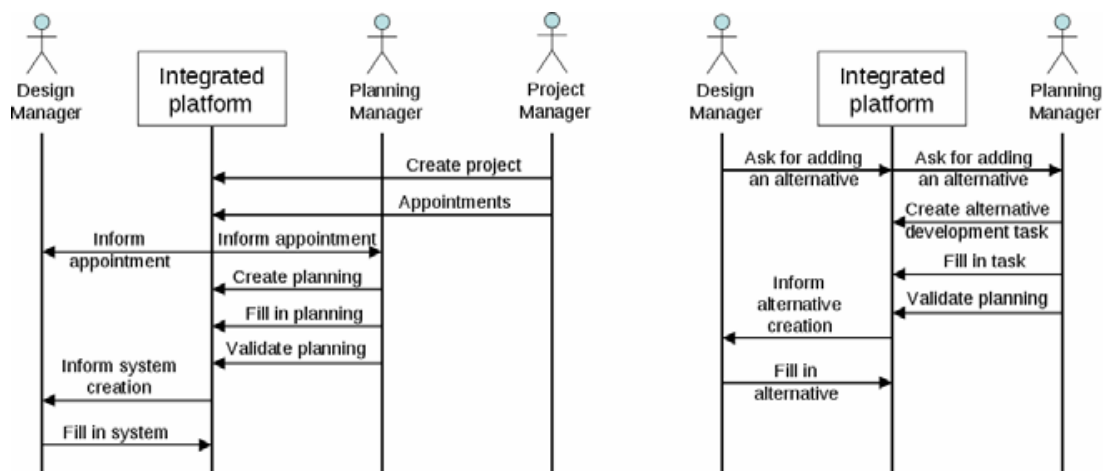 Design
Manager
Integrated
platform
Planning
Manager
Project
Manager
Create project
Appointments
Inform
appointment
Inform appointment
Create planning
Fill in planning
Validate planning
Inform system
creation
Fill in system
Design
Manager
Integrated
platform
Planning
Manager
Ask for adding
an alternative
Ask for adding
an alternative
Create alternative
development task
Fill in task
Inform
alternative
creation
Validate planning
Fill in
alternative